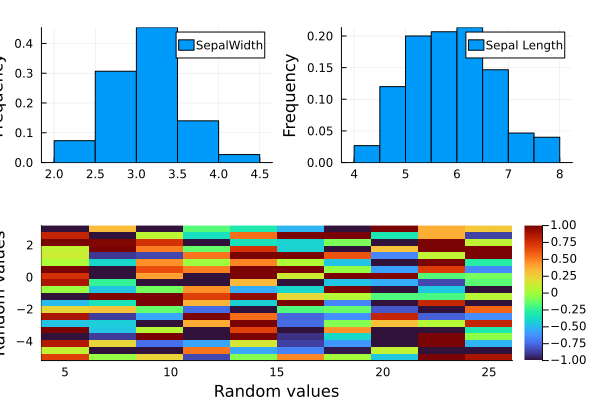 0.4
0.3
0.2
0.1
0.0
Frequency
SepalWidth
2.0 2.5 3.0 3.5 4.0 4.5
0.20
0.15
0.10
0.05
0.00
Frequency
Sepal Length
4 5 6 7 8
2
0
−2
−4
Random values
5 10 15 20 25
Random values
1.00
0.75
0.50
0.25
0
−0.25
−0.50
−0.75
−1.00